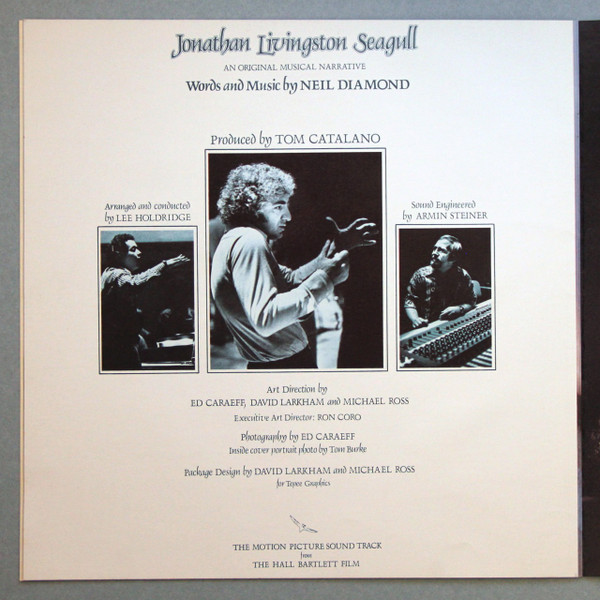 Jonathan Livingston Seagull
AN ORIGINAL MUSICAL NARRATIVE
Words and Music by NEIL DIAMOND
Produced by TOM CATALANO
Arranged and conducted
by LEE HOLDRIDGE
Sound Engineered
by ARMIN STEINER
Art Direction by
ED CARAEFF, DAVID LARKHAM and MICHAEL ROSS
Executive Art Director: RON CORO
Photography by ED CARAEFF
Inside cover portrait photo by Tom Burke
Package Design by DAVID LARKHAM and MICHAEL ROSS
for Tepee Graphics
THE MOTION PICTURE SOUND TRACK
from
THE HALL BARTLETT FILM